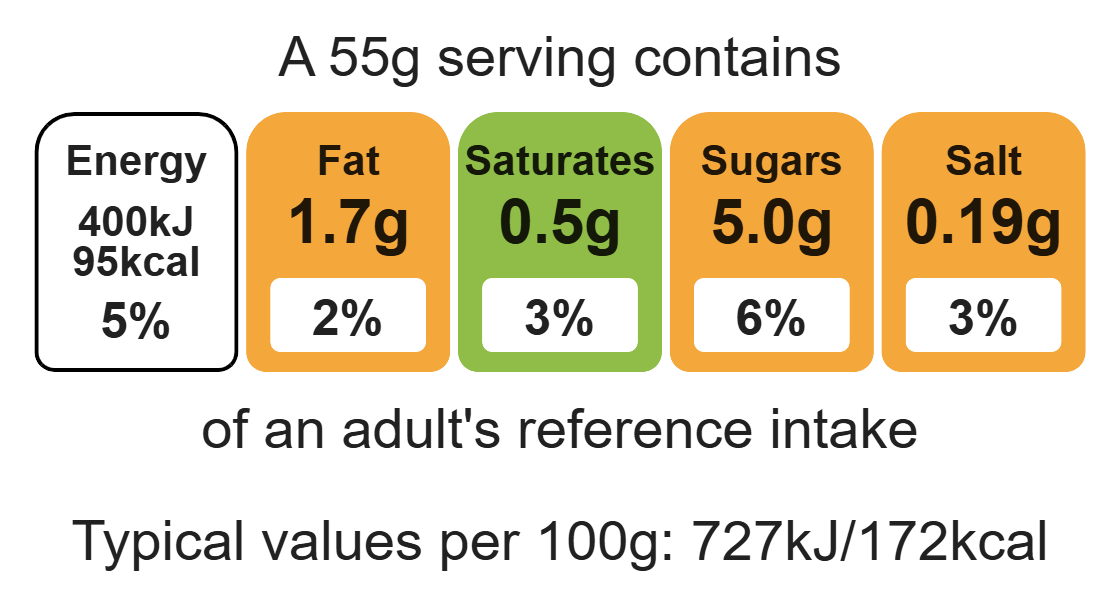 A 55g serving contains
Energy Fat Saturates Sugars Salt
400kJ 1.7g 0.5g 5.0g 0.19g
95kcal
5% 2% 3% 6% 3%
of an adult's reference intake
Typical values per 100g: 727kJ/172kcal